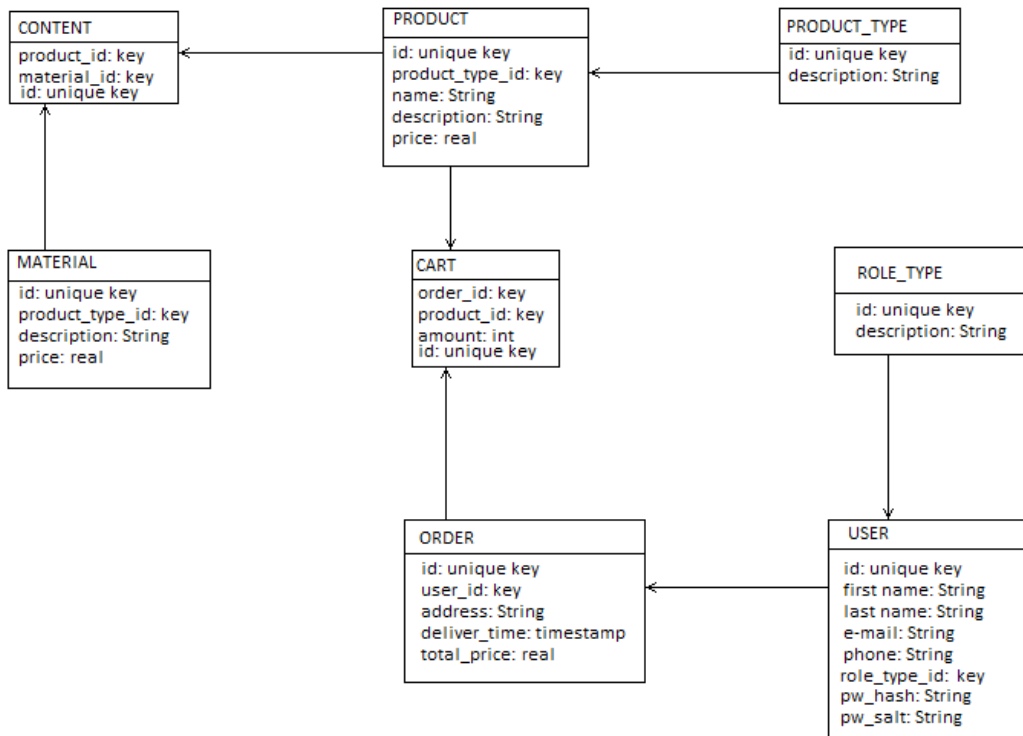 CONTENT
product_id: key
material_id: key
id: unique key
PRODUCT
id: unique key
product_type_id: key
name: String
description: String
price: real
PRODUCT_TYPE
id: unique key
description: String
MATERIAL
id: unique key
product_type_id: key
description: String
price: real
CART
order_id: key
product_id: key
amount: int
id: unique key
ROLE_TYPE
id: unique key
description: String
ORDER
id: unique key
user_id: key
address: String
deliver_time: timestamp
total_price: real
USER
id: unique key
first name: String
last name: String
e-mail: String
phone: String
role_type_id: key
pw_hash: String
pw_salt: String